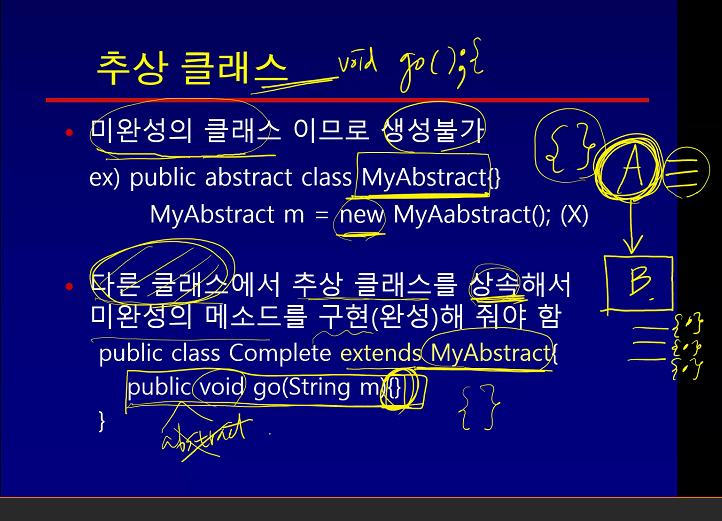 추상 클래스 void go();{
• 미완성의 클래스 이므로 생성불가
{ } A
ex) public abstract class MyAbstract{}
MyAbstract m = new MyAabstract(); (X)
• 다른 클래스에서 추상 클래스를 상속해서
B
미완성의 메소드를 구현(완성)해 줘야 함
public class Complete extends MyAbstract{
public void go(String m){}
{ }
}
abstract